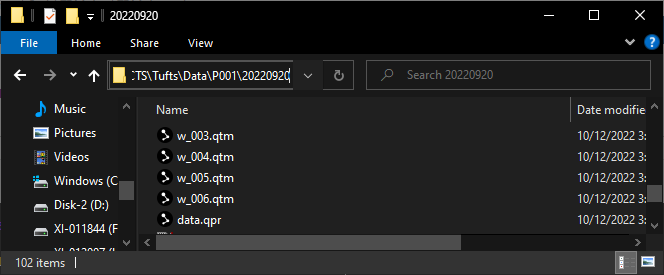 20220920
File Home Share View
:TS\Tufts\Data\P001\20220920
Search 20220920
Name Date modifie
Music
Pictures
Videos
Windows (C
Disk-2 (D:)
XI-011844 (F
w_003.qtm 10/12/2022 3:
w_004.qtm 10/12/2022 3:
w_005.qtm 10/12/2022 3:
w_006.qtm 10/12/2022 3:
data.qpr 10/12/2022 3:
102 items